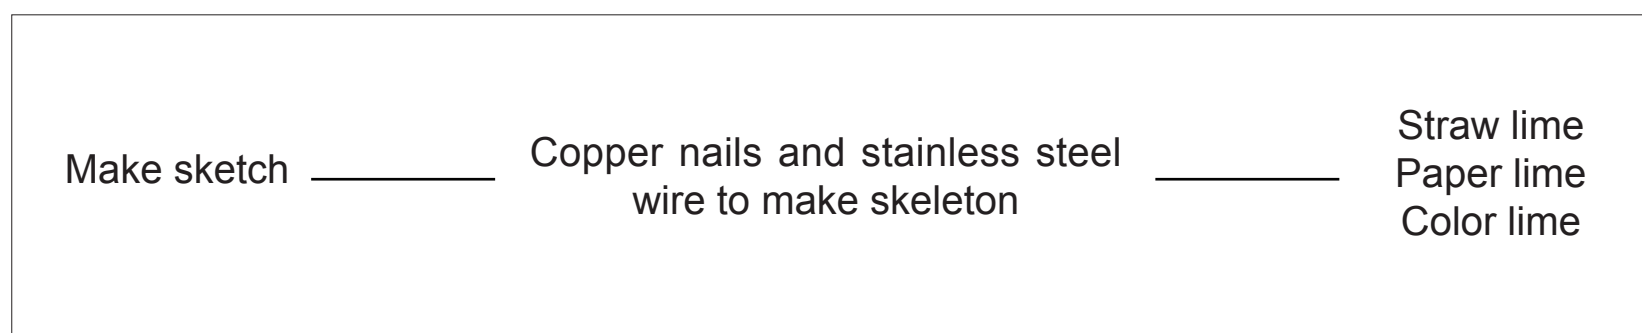 Make sketch
Copper nails and stainless steel
wire to make skeleton
Straw lime
Paper lime
Color lime